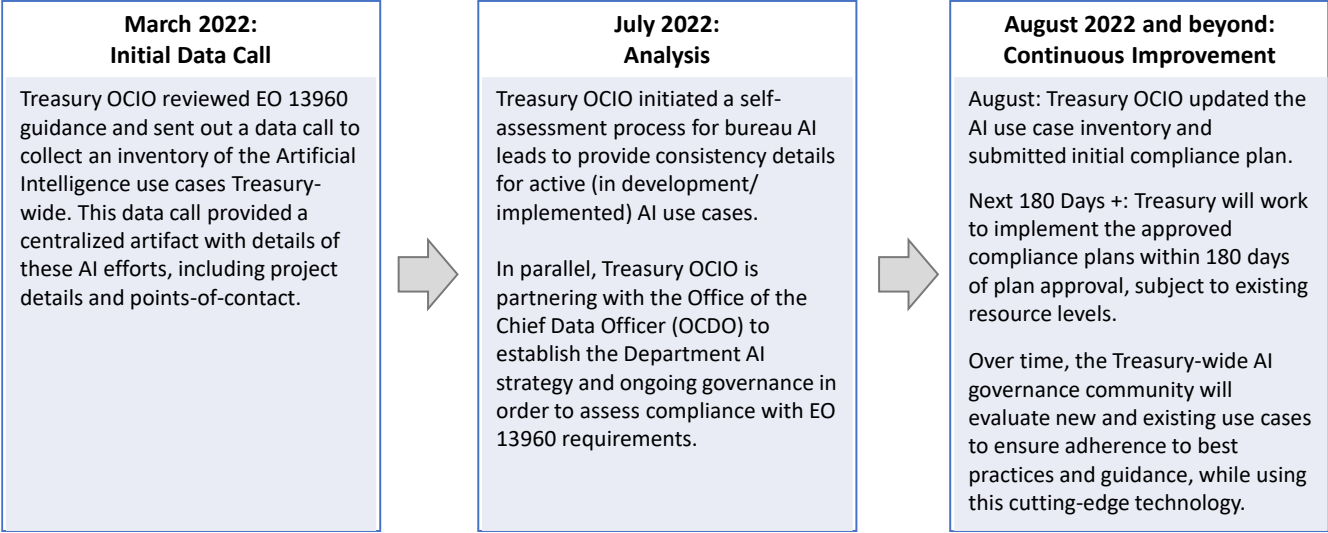 March 2022:
Initial Data Call
Treasury OCIO reviewed EO 13960
guidance and sent out a data call to
collect an inventory of the Artificial
Intelligence use cases Treasury-
wide. This data call provided a
centralized artifact with details of
these AI efforts, including project
details and points-of-contact.
July 2022:
Analysis
Treasury OCIO initiated a self-
assessment process for bureau AI
leads to provide consistency details
for active (in development/
implemented) AI use cases.
In parallel, Treasury OCIO is
partnering with the Office of the
Chief Data Officer (OCDO) to
establish the Department AI
strategy and ongoing governance in
order to assess compliance with EO
13960 requirements.
August 2022 and beyond:
Continuous Improvement
August: Treasury OCIO updated the
AI use case inventory and
submitted initial compliance plan.
Next 180 Days +: Treasury will work
to implement the approved
compliance plans within 180 days
of plan approval, subject to existing
resource levels.
Over time, the Treasury-wide AI
governance community will
evaluate new and existing use cases
to ensure adherence to best
practices and guidance, while using
this cutting-edge technology.